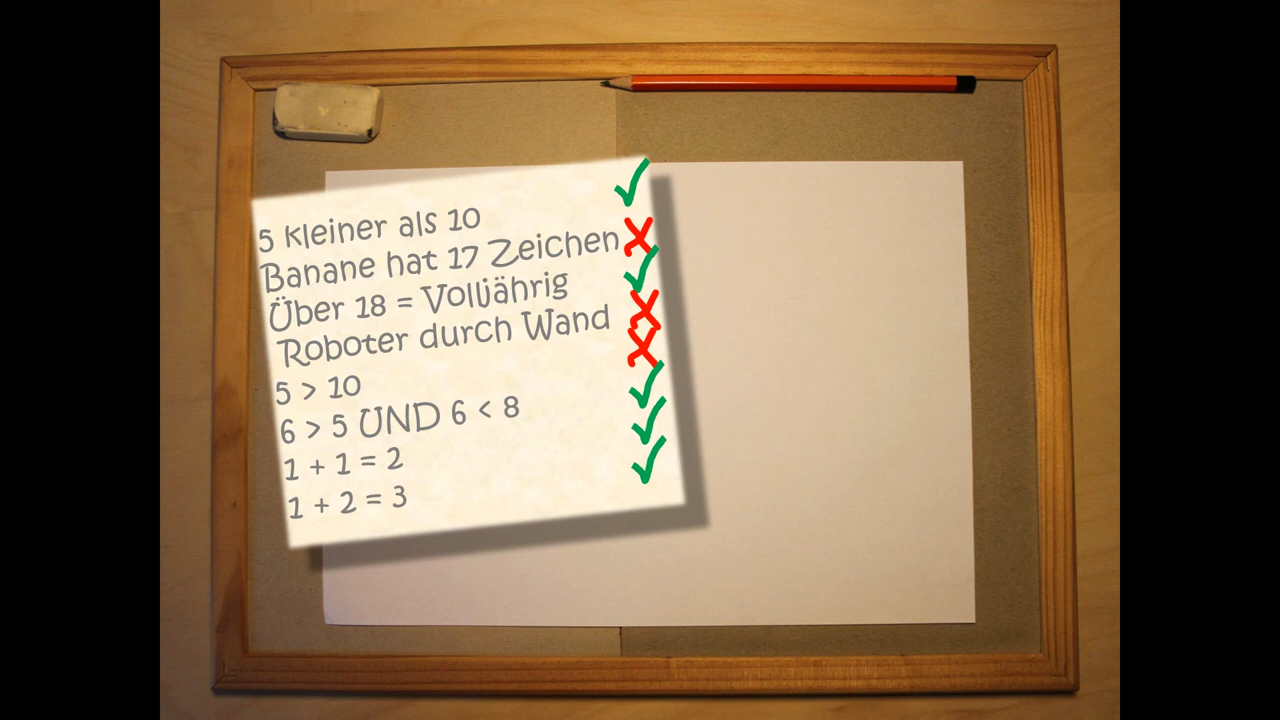 5 kleiner als 10
Banane hat 17 Zeichen
Über 18 = Volljährig
Roboter durch Wand
5 > 10
6 > 5 UND 6 < 8
1 + 1 = 2
1 + 2 = 3